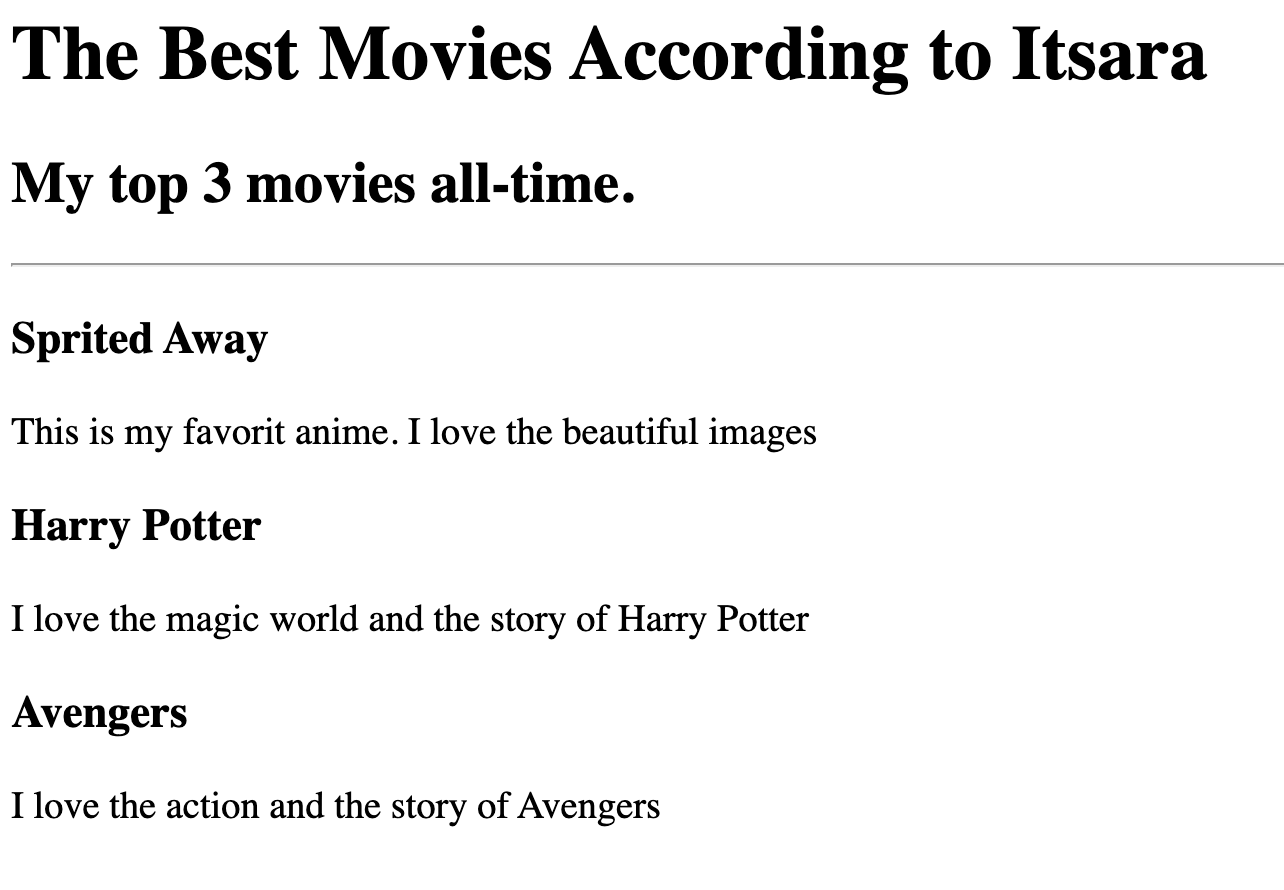 The Best Movies According to Itsara
My top 3 movies all-time.
Sprited Away
This is my favorit anime. I love the beautiful images
Harry Potter
I love the magic world and the story of Harry Potter
Avengers
I love the action and the story of Avengers